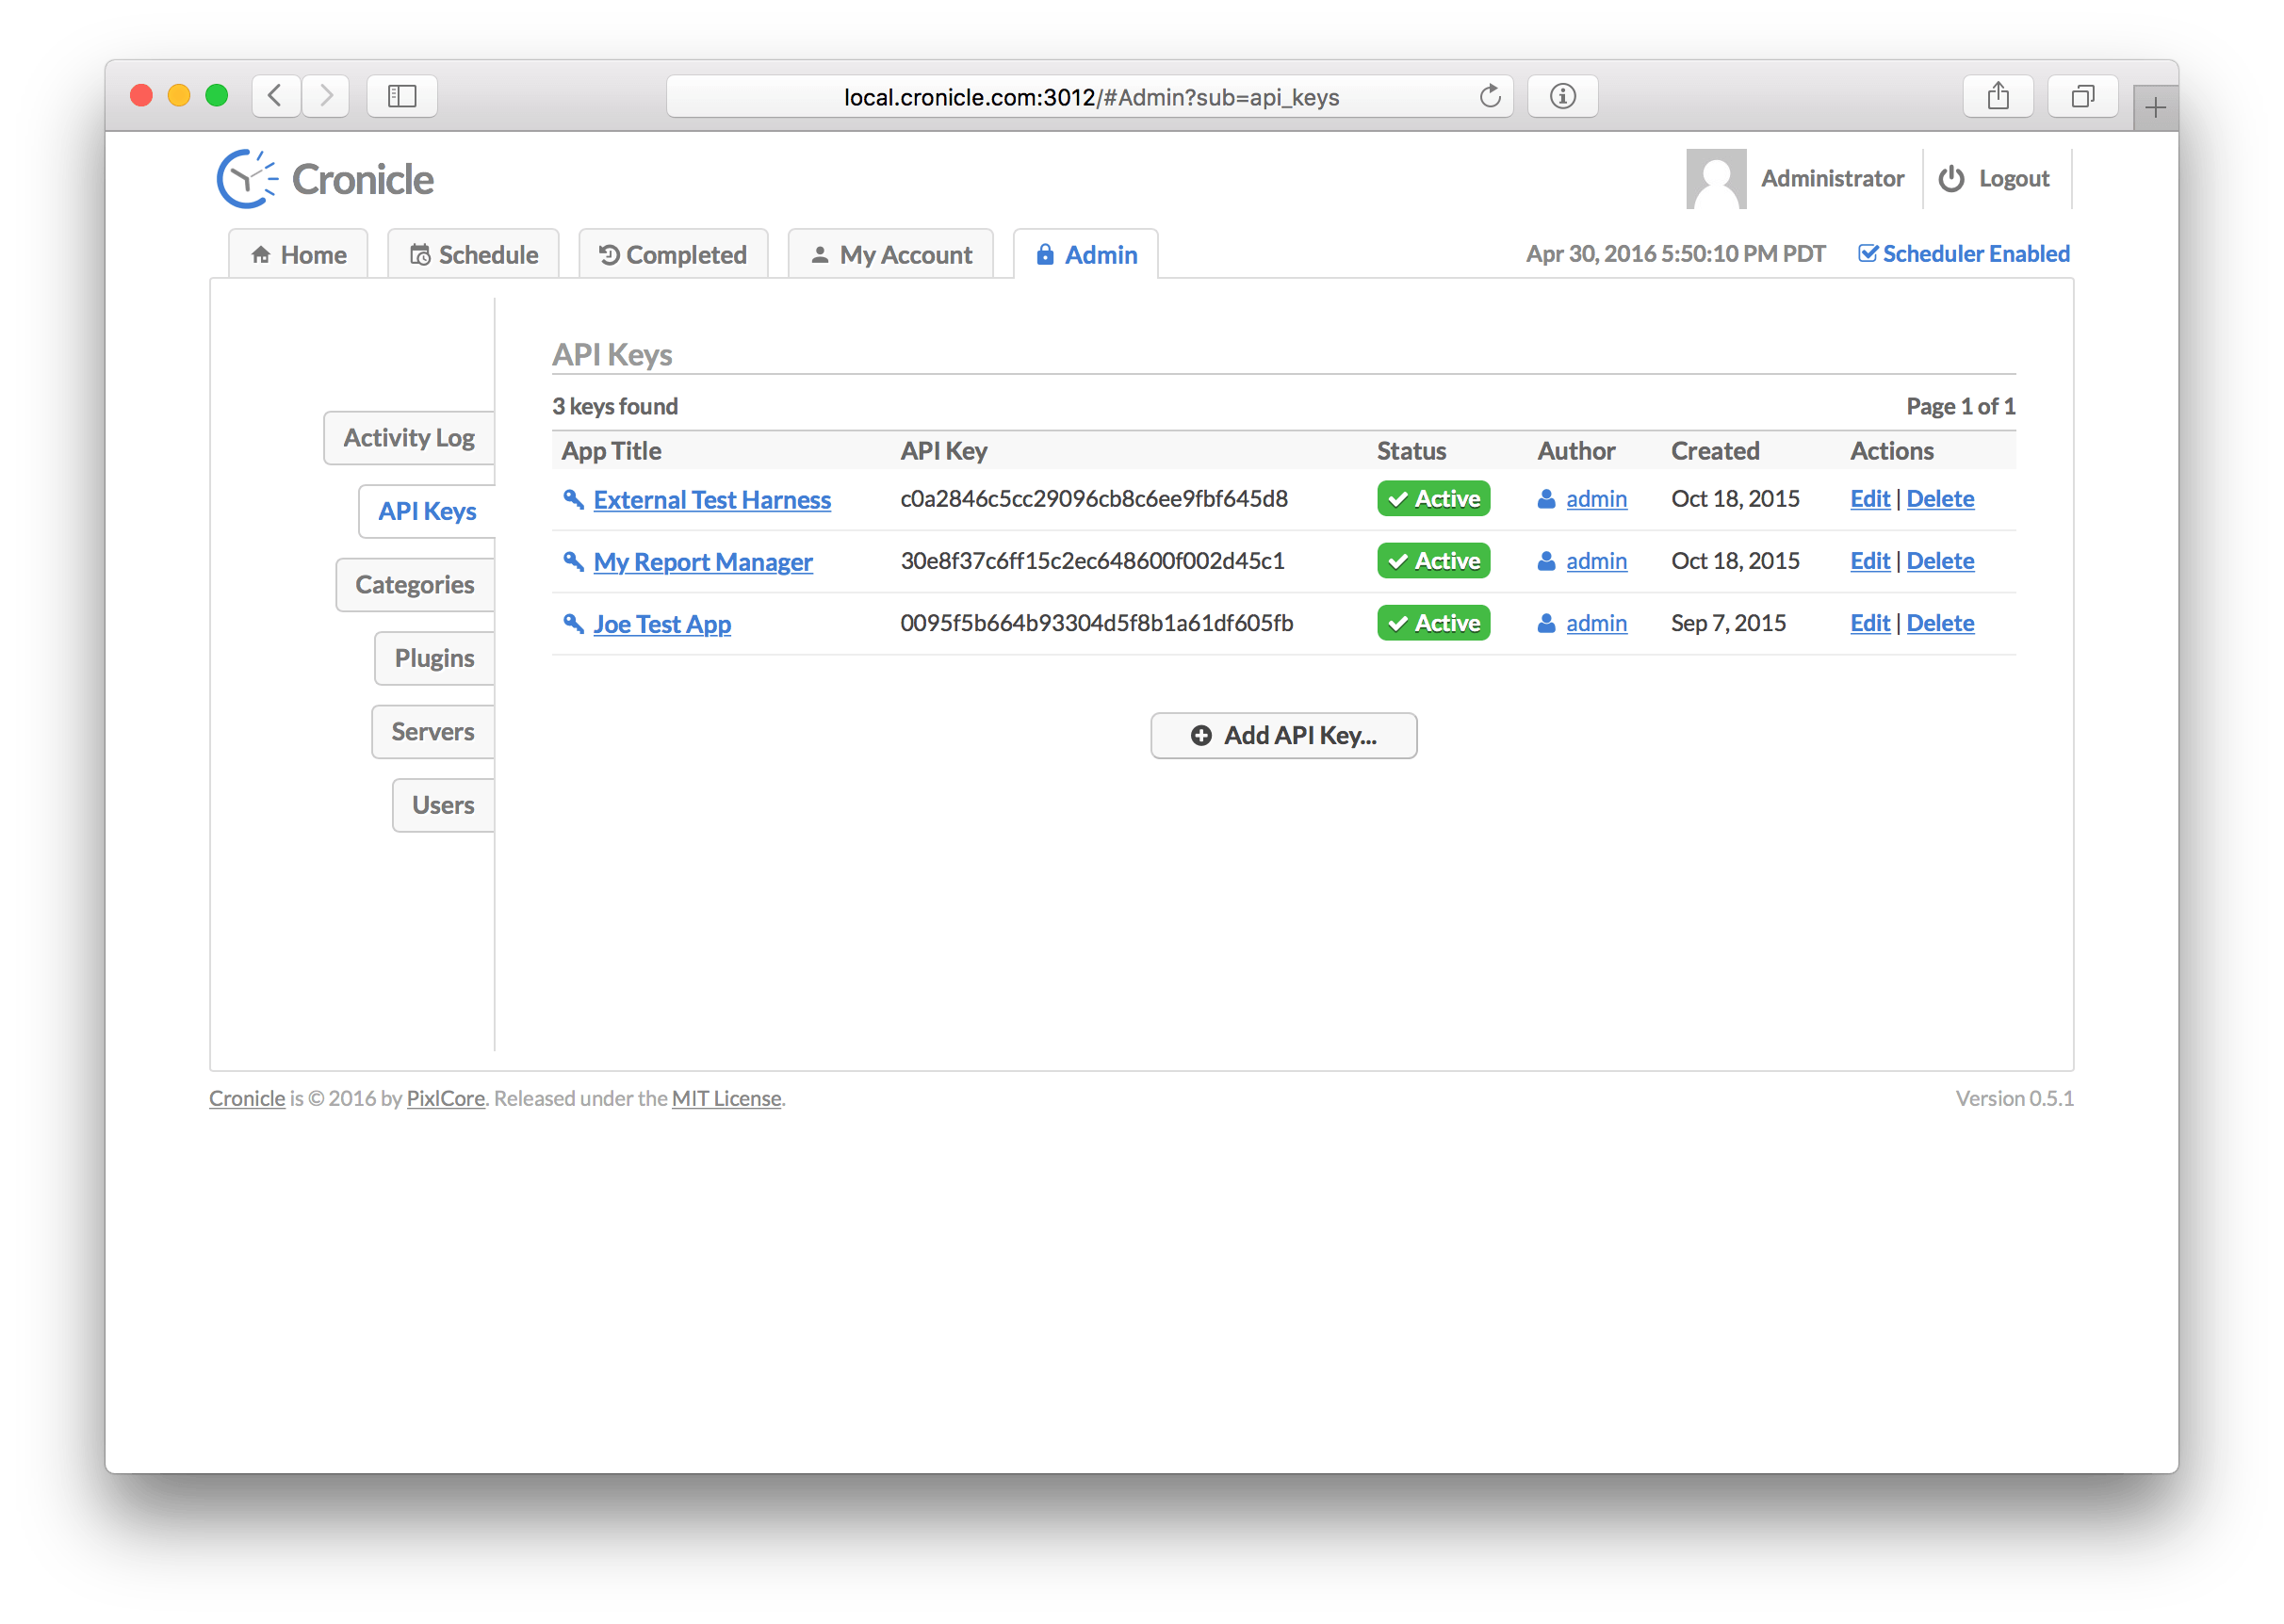 local.cronicle.com:3012/#Admin?sub=api_keys
Cronicle
Administrator
Logout
Home
Schedule
Completed
My Account
Admin
Apr 30, 2016 5:50:10 PM PDT
Scheduler Enabled
Activity Log
API Keys
Categories
Plugins
Servers
Users
API Keys
3 keys found
Page 1 of 1
App Title API Key Status Author Created Actions
External Test Harness c0a2846c5cc29096cb8c6ee9fbf645d8 Active admin Oct 18, 2015 Edit | Delete
My Report Manager 30e8f37c6ff15c2ec648600f002d45c1 Active admin Oct 18, 2015 Edit | Delete
Joe Test App 0095f5b664b93304d5f8b1a61df605fb Active admin Sep 7, 2015 Edit | Delete
Add API Key...
Cronicle is © 2016 by PixlCore. Released under the MIT License.
Version 0.5.1